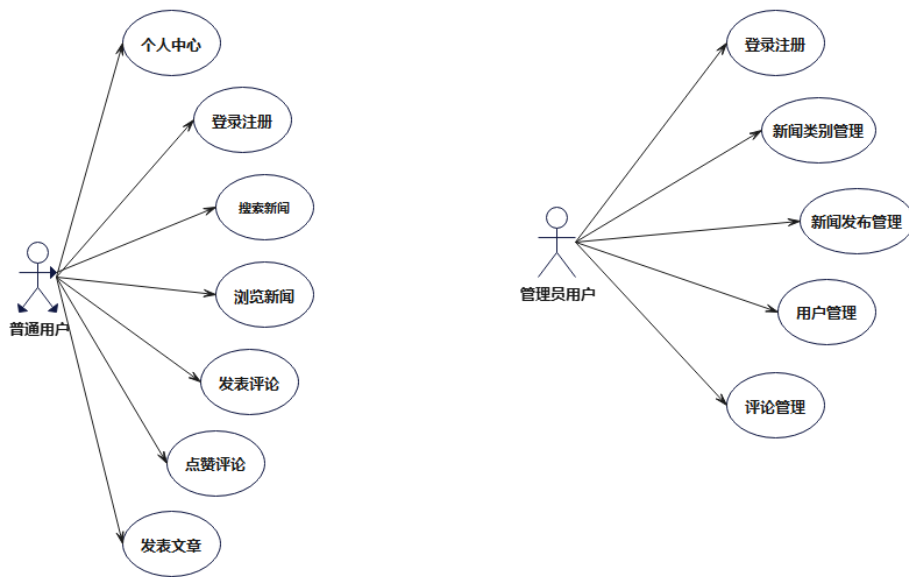 个人中心
登录注册
搜索新闻
浏览新闻
普通用户
发表评论
点赞评论
发表文章
登录注册
新闻类别管理
新闻发布管理
管理员用户
用户管理
评论管理